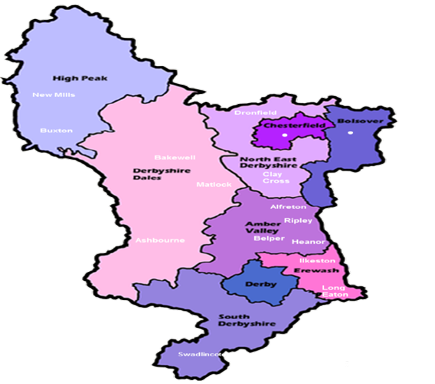 High Peak
New Mills
Buxton
Dronfield
Chesterfield
Bolsover
Bakewell
North East
Derbyshire
Derbyshire
Dales
Clay
Cross
Matlock
Alfreton
Ripley
Amber
Valley
Belper
Heanor
Ashbourne
Ilkeston
Erewash
Derby
Long
Eaton
South
Derbyshire
Swadlinco